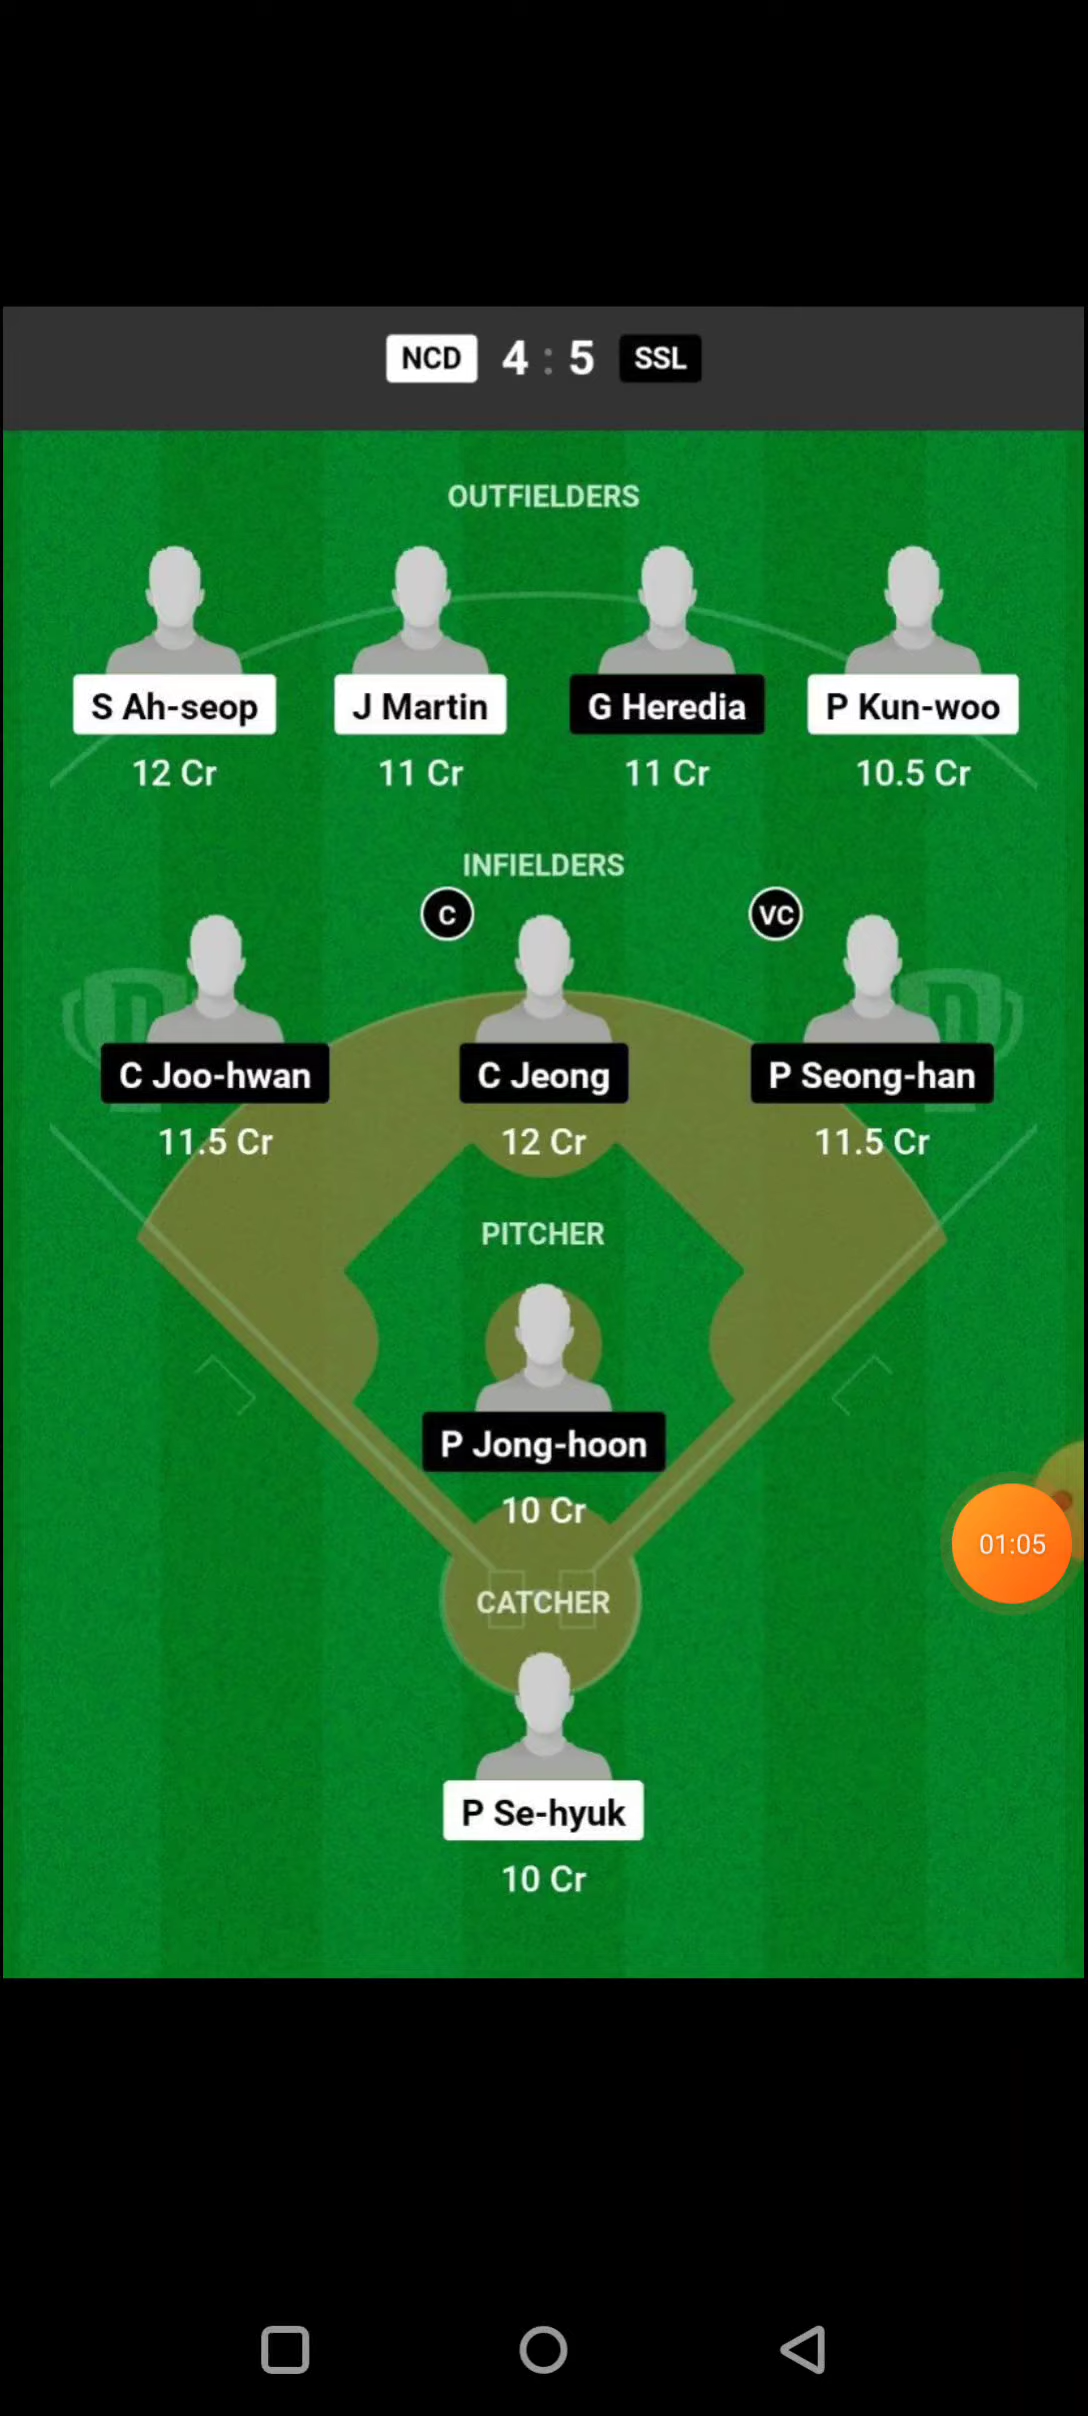 NCD 4 : 5 SSL
OUTFIELDERS
S Ah-seop J Martin G Heredia P Kun-woo
12 Cr 11 Cr 11 Cr 10.5 Cr
INFIELDERS
C VC
C Joo-hwan C Jeong P Seong-han
11.5 Cr 12 Cr 11.5 Cr
PITCHER
P Jong-hoon
10 Cr
01:05
CATCHER
P Se-hyuk
10 Cr